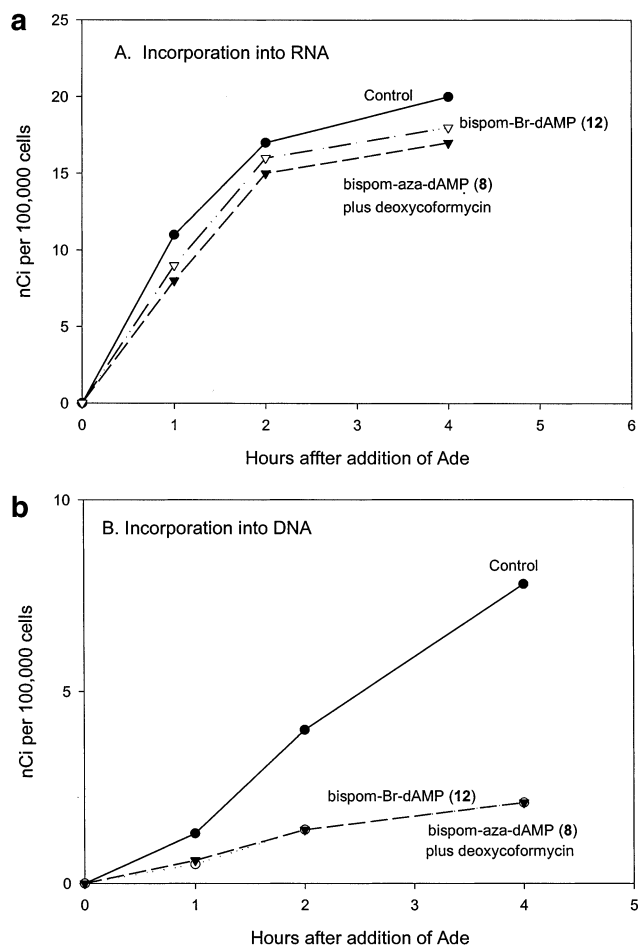 a
A. Incorporation into RNA
25
20
15
10
5
0
nCi per 100,000 cells
Control
bispom-Br-dAMP (12)
bispom-aza-dAMP (8)
plus deoxycoformycin
0 1 2 3 4 5 6
Hours affter addition of Ade
b
B. Incorporation into DNA
10
5
0
nCi per 100,000 cells
Control
bispom-Br-dAMP (12)
bispom-aza-dAMP (8)
plus deoxycoformycin
0 1 2 3 4 5
Hours after addition of Ade